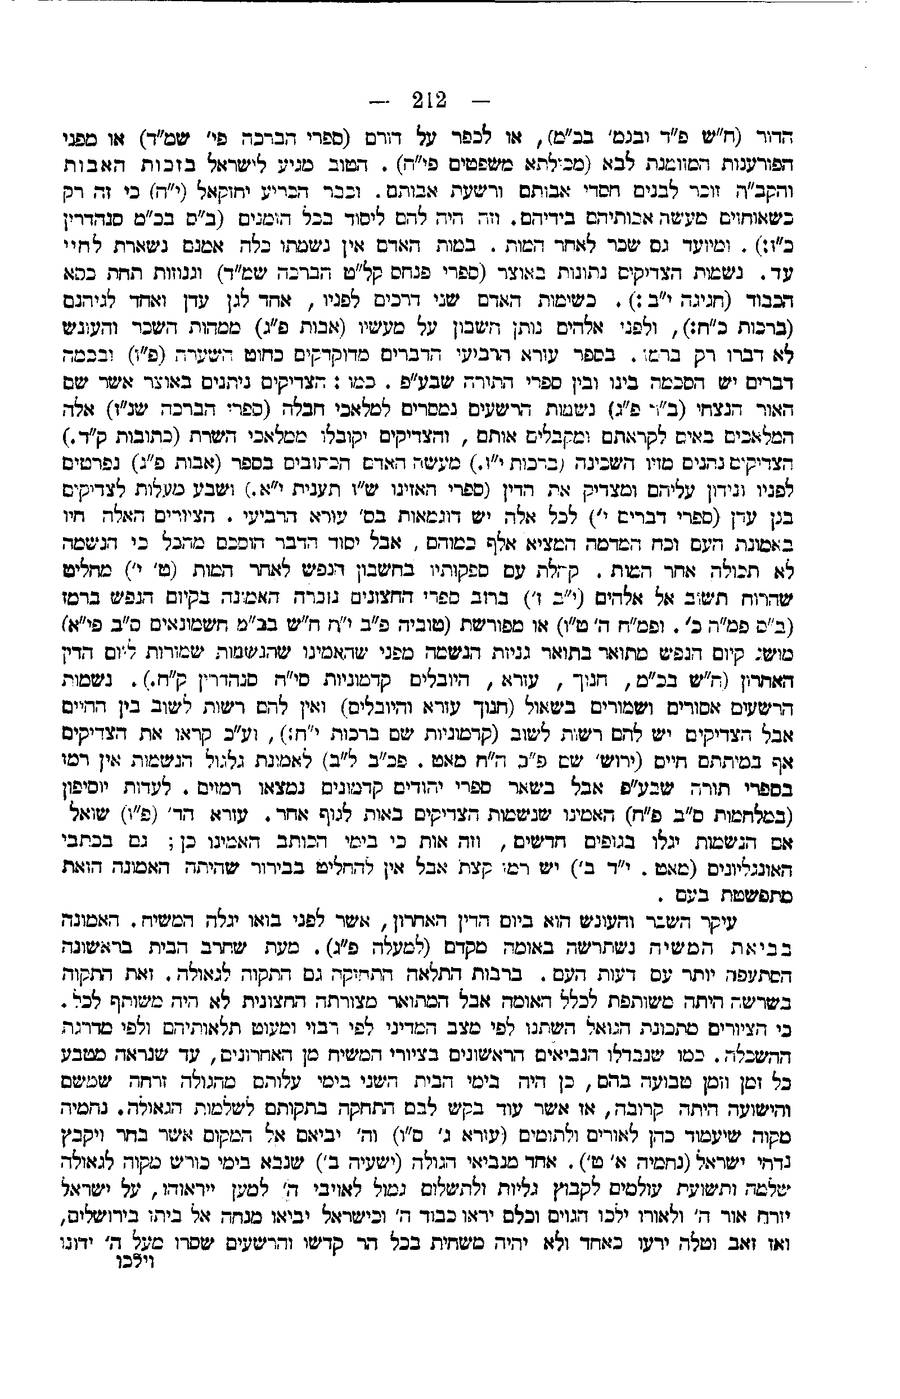 — 212 —
הדור (ח"ש פ"ד ובגמ' בכ"מ), או לכפר על דורם (ספרי הברכה פי' שמ"ד) או מפני
הפורענות המזומנת לבא (מכילתא משפטים פי"ח). הטוב מגיע לישראל בזכות האבות
והקב"ה זוכר לבנים חסדי אבותם ורשעת אבותם. וכבר הכריע יחזקאל (י"ח) כי זה רק
כשאוחזים מעשה אבותיהם בידיהם. וזה היה להם ליסוד בכל הזמנים (ב"ם בכ"מ סנהדרין
כ"ז:). ומיועד גם שכר לאחר המות. במות האדם אין נשמתו כלה אמנם נשארת לחיי
עד. נשמות הצדיקים נתונות באוצר (ספרי פנחס קל"ט הברכה שמ"ד) וגנוזות תחת כסא
הכבוד (חגיגה י"ב:). כשימות האדם שני דרכים לפניו, אחד לגן עדן ואחד לגיהנם
(ברכות כ"ח:), ולפני אלהים נותן חשבון על מעשיו (אבות פ"ג) ממהות השכר והעונש
לא דברו רק ברמז. בספר עזרא הרביעי הדברים מדוקדקים כחוט השערה (פ"ז) ובכמה
דברים יש הסכמה בינו ובין ספרי התורה שבע"פ. כמו: הצדיקים ניתנים באוצר אשר שם
האור הנצחי (ב"ר פ"ג) נשמות הרשעים נמסרים למלאכי חבלה (ספרי הברכה שנ"ז) אלה
המלאכים באים לקראתם ומקבלים אותם, והצדיקים יקובלו ממלאכי השרת (כתובות ק"ד.)
הצדיקים נהנים מזיו השכינה (ברכות י"ז.) מעשה האדם הכתובים בספר (אבות פ"ג) נפרטים
לפניו ונידון עליהם ומצדיק את הדין (ספרי האזינו ש"ז תענית י"א.) ושבע מעלות לצדיקים
בגן עדן (ספרי דברים י') לכל אלה יש דוגמאות בס' עזרא הרביעי. הציורים האלה חיו
באמונת העם וכח המדמה המציא אלף כמוהם, אבל יסוד הדבר הוסכם מהכל כי הנשמה
לא תכולה אחר המות. קהלת עם ספקותיו בחשבון הנפש לאחר המות (ט' י') מחליט
שהרוח תשוב אל אלהים (י"ב ז') ברוב ספרי החצונים נזכרה האמונה בקיום הנפש ברמז
(ב"ס פמ"ה כ'. ופמ"ח ה' ט"ו) או מפורשת (טוביה פ"ב י"ח ח"ש בב"מ חשמונאים ס"ב פי"א)
מושג קיום הנפש מתואר בתואר גניזת הנשמה מפני שהאמינו שהנשמות שמורות ליום הדין
האחרון (ה"ש בכ"מ, חנוך, עזרא, היובלים קדמוניות סי"ח סנהדרין ק"ח.). נשמות
הרשעים אסורים ושמורים בשאול (חנוך עזרא והיובלים) ואין להם רשות לשוב בין החיים
אבל הצדיקים יש להם רשות לשוב (קדמוניות שם ברכות י"ח:), וע"כ קראו את הצדיקים
אף במיתתם חיים (ירוש' שם פ"ב ה"ח מאט. פכ"ב ל"ב) לאמונת גלגול הנשמות אין רמז
בספרי תורה שבע"פ אבל בשאר ספרי יהודים קדמונים נמצאו רמזים. לעדות יוסיפון
(במלחמות ס"ב פ"ח) האמינו שנשמות הצדיקים באות לגוף אחר. עזרא הד' (פ"ו) שואל
אם הנשמות יגלו בגופים חדשים, וזה אות כי בימי הכותב האמינו כן; גם בכתבי
האונגליונים (מאט. י"ד ב') יש רמז קצת אבל אין להחליט בבירור שהיתה האמונה הזאת
מתפשטת בעם.
עיקר השכר והעונש הוא ביום הדין האחרון, אשר לפני בואו יגלה המשיח. האמונה
בביאת המשיח נשתרשה באומה מקדם (למעלה פ"ג). מעת שחרב הבית בראשונה
הסתעפה יותר עם דעות העם. ברבות התלאה התחזקה גם התקוה לגאולה. זאת התקוה
בשרשה היתה משותפת לכלל האומה אבל המתואר מצורתה החצונית לא היה משותף לכל.
כי הציורים מתכונת הגואל השתנו לפי מצב המדיני לפי רבוי ומעוט תלאותיהם ולפי מדרגת
ההשכלה. כמו שנבדלו הנביאים הראשונים בציורי המשיח מן האחרונים, עד שנראה מטבע
כל זמן וזמן טבועה בהם, כן היה בימי הבית השני בימי עלותם מהגולה זרחה שמשם
והישועה היתה קרובה, אז אשר עוד בקש לבם התחקה בתקותם לשלמות הגאולה. נחמיה
מקוה שיעמוד כהן לאורים ולתומים (עזרא ג' ס"ז) וה' יביאם אל המקום אשר בחר ויקבץ
נדחי ישראל (נחמיה א' ט'). אחד מנביאי הגולה (ישעיה ב') שנבא בימי כורש מקוה לגאולה
שלמה ותשועת עולמים לקבוץ גליות ולתשלום גמול לאויבי ה' למען ייראוהו, על ישראל
יזרח אור ה' ולאורו ילכו הגוים וכלם יראו כבוד ה' וכישראל יביאו מנחה אל ביתו בירושלים,
ואז זאב וטלה ירעו כאחד ולא יהיה משחית בכל הר קדשו והרשעים שסרו מעל ה' ידונו
וילכו